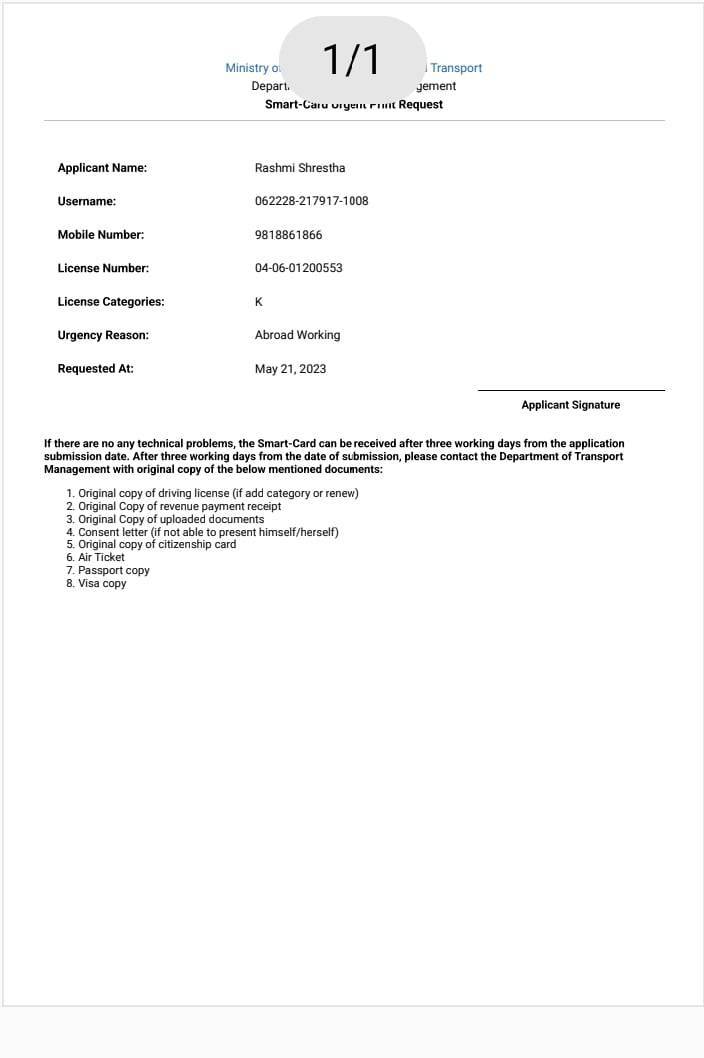 1/1
Ministry of Transport
Department gement
Smart-Card Urgent Print Request
Applicant Name: Rashmi Shrestha
Username: 062228-217917-1008
Mobile Number: 9818861866
License Number: 04-06-01200553
License Categories: K
Urgency Reason: Abroad Working
Requested At: May 21, 2023
Applicant Signature
If there are no any technical problems, the Smart-Card can be received after three working days from the application
submission date. After three working days from the date of submission, please contact the Department of Transport
Management with original copy of the below mentioned documents:
1. Original copy of driving license (if add category or renew)
2. Original Copy of revenue payment receipt
3. Original Copy of uploaded documents
4. Consent letter (if not able to present himself/herself)
5. Original copy of citizenship card
6. Air Ticket
7. Passport copy
8. Visa copy